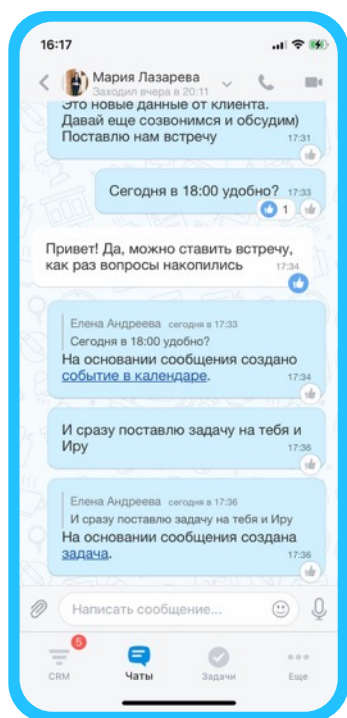 16:17
Мария Лазарева
Заходил вчера в 20:11
Это новые данные от клиента.
Давай еще созвонимся и обсудим)
Поставлю нам встречу 17:31
Сегодня в 18:00 удобно? 17:33
1
Привет! Да, можно ставить встречу,
как раз вопросы накопились 17:34
Елена Андреева сегодня в 17:33
Сегодня в 18:00 удобно?
На основании сообщения создано
событие в календаре. 17:34
И сразу поставлю задачу на тебя и
Иру 17:36
Елена Андреева сегодня в 17:36
И сразу поставлю задачу на тебя и Иру
На основании сообщения создана
задача. 17:36
Написать сообщение...
5
CRM Чаты Задачи Еще